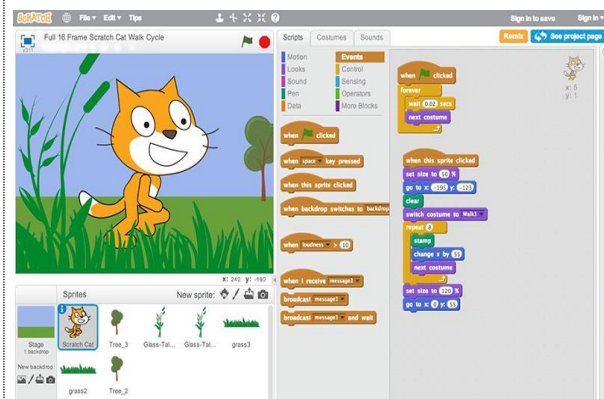 SCRATCH File▾ Edit▾ Tips Sign in to save Sign in▾
Full 16 Frame Scratch Cat Walk Cycle
Scripts Costumes Sounds
Remix See project page
Motion Events
Looks Control
Sound Sensing
Pen Operators
Data More Blocks
when clicked
when space key pressed
when this sprite clicked
when backdrop switches to backdrop
when loudness > 10
when I receive message1
broadcast message1
broadcast message1 and wait
when clicked
forever
wait 0.02 secs
next costume
when this sprite clicked
set size to 50 %
go to x: -195 y: -123
clear
switch costume to Walk1
repeat 8
stamp
change x by 55
next costume
set size to 120 %
x: 240 y: -180
Sprites New sprite:
Stage
1 backdrop
New backdrop:
Scratch Cat
Tree_3
Glass-Tal...
Glass-Tal...
grass3
grass2
Tree_2